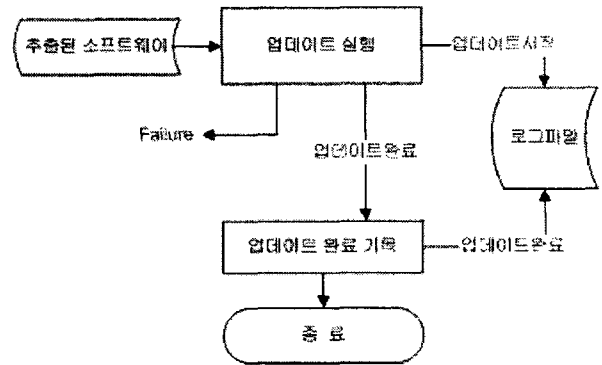 추출된 소프트웨어
업데이트 실행
업데이트시작
Failure
로그파일
업데이트완료
업데이트 완료 기록
업데이트완료
종 료